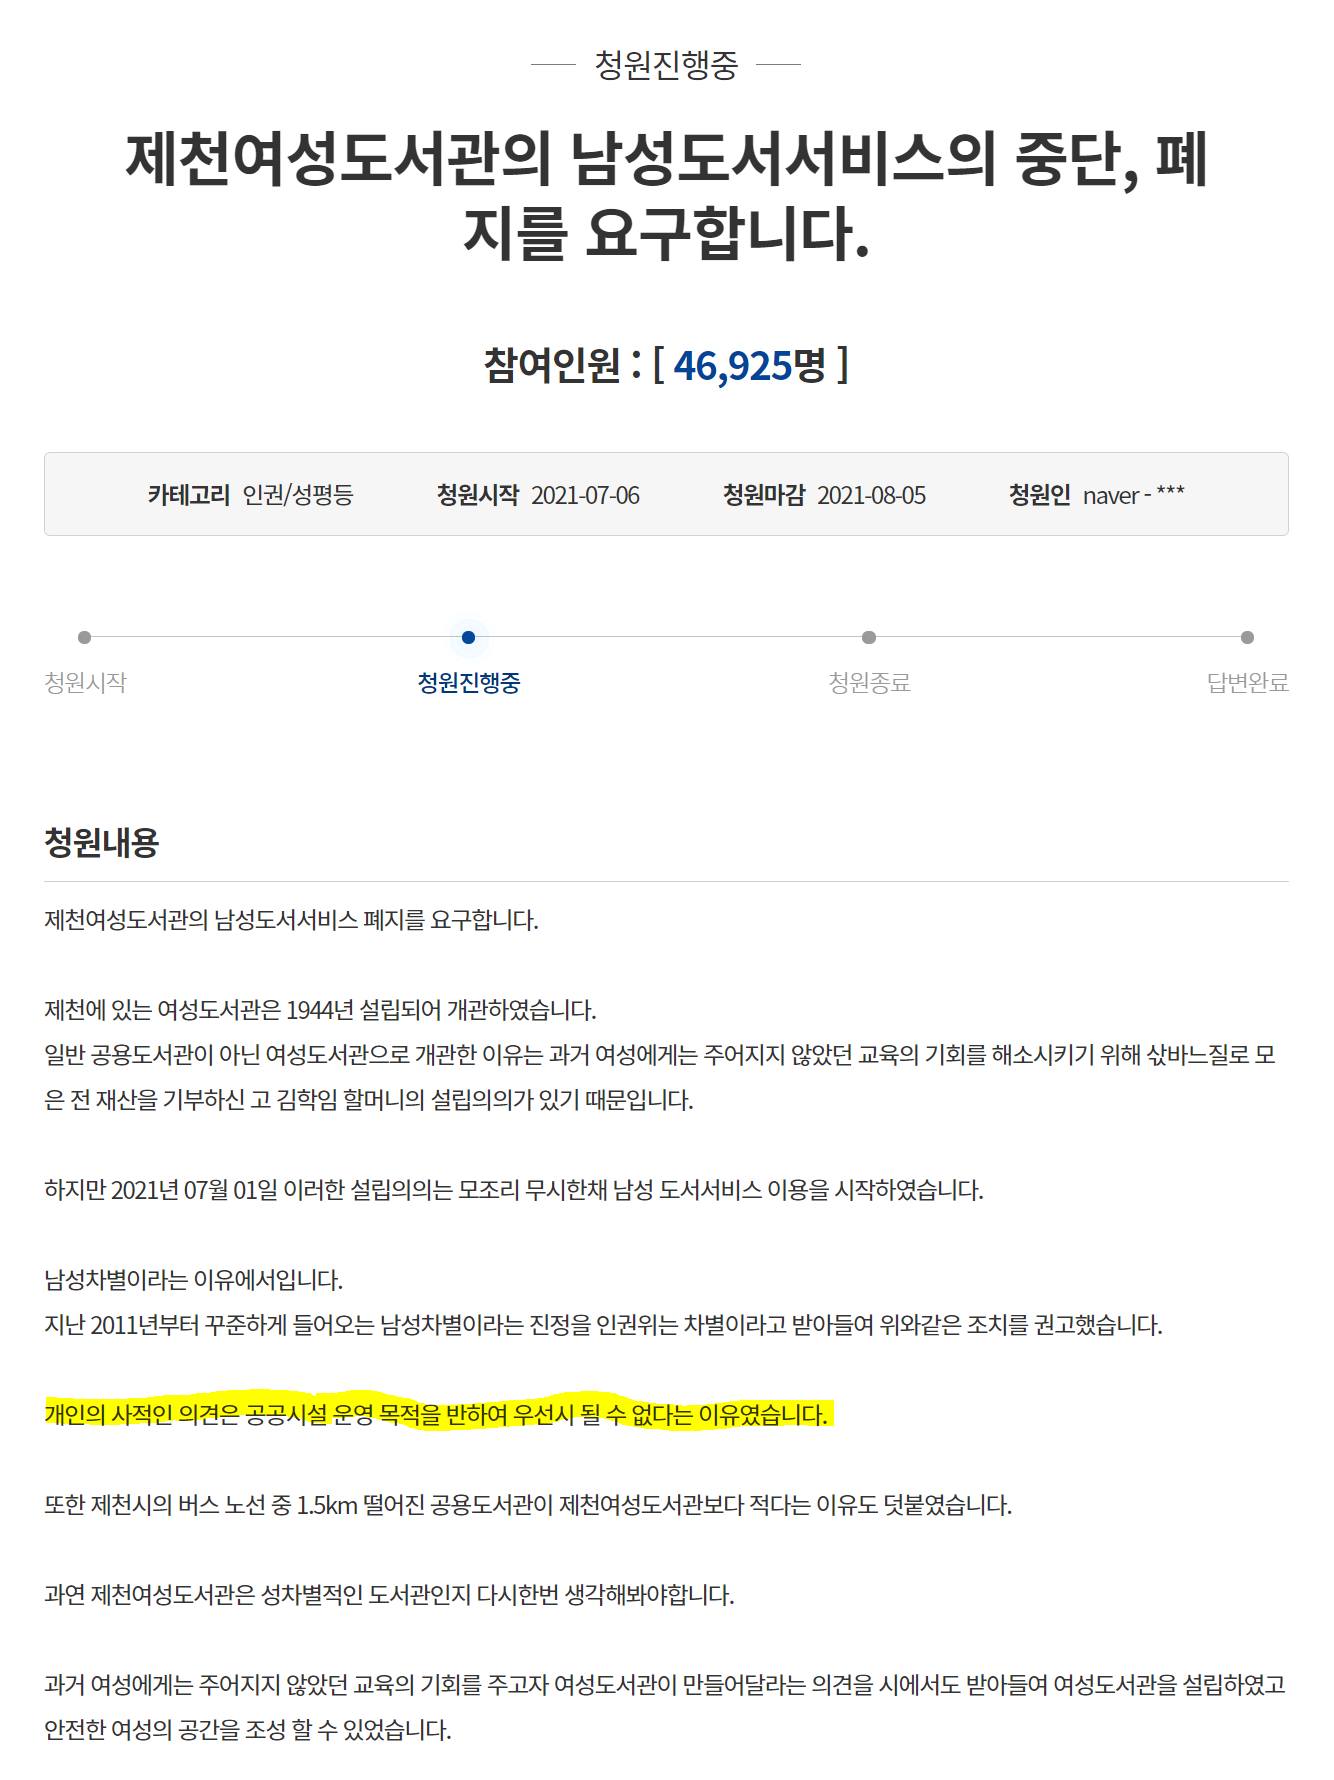 청원진행중
제천여성도서관의 남성도서서비스의 중단, 폐
지를 요구합니다.
참여인원 : [ 46,925명 ]
카테고리 인권/성평등 청원시작 2021-07-06 청원마감 2021-08-05 청원인 naver - ***
청원시작 청원진행중 청원종료 답변완료
청원내용
제천여성도서관의 남성도서서비스 폐지를 요구합니다.
제천에 있는 여성도서관은 1944년 설립되어 개관하였습니다.
일반 공용도서관이 아닌 여성도서관으로 개관한 이유는 과거 여성에게는 주어지지 않았던 교육의 기회를 해소시키기 위해 삯바느질로 모
은 전 재산을 기부하신 고 김학임 할머니의 설립의의가 있기 때문입니다.
하지만 2021년 07월 01일 이러한 설립의의는 모조리 무시한채 남성 도서서비스 이용을 시작하였습니다.
남성차별이라는 이유에서입니다.
지난 2011년부터 꾸준하게 들어오는 남성차별이라는 진정을 인권위는 차별이라고 받아들여 위와같은 조치를 권고했습니다.
개인의 사적인 의견은 공공시설 운영 목적을 반하여 우선시 될 수 없다는 이유였습니다.
또한 제천시의 버스 노선 중 1.5km 떨어진 공용도서관이 제천여성도서관보다 적다는 이유도 덧붙였습니다.
과연 제천여성도서관은 성차별적인 도서관인지 다시한번 생각해봐야합니다.
과거 여성에게는 주어지지 않았던 교육의 기회를 주고자 여성도서관이 만들어달라는 의견을 시에서도 받아들여 여성도서관을 설립하였고
안전한 여성의 공간을 조성 할 수 있었습니다.